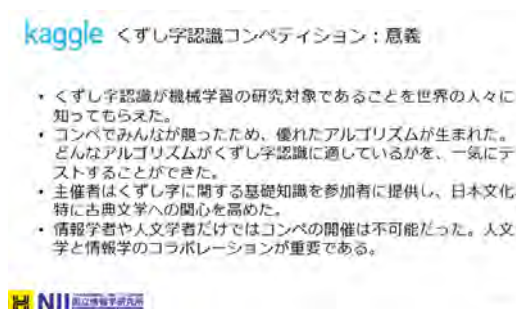 kaggle くずし字認識コンペティション：意義
・ くずし字認識が機械学習の研究対象であることを世界の人々に
知ってもらえた。
・ コンペでみんなが競ったため、優れたアルゴリズムが生まれた。
どんなアルゴリズムがくずし字認識に適しているかを、一気にテ
ストすることができた。
・ 主催者はくずし字に関する基礎知識を参加者に提供し、日本文化
特に古典文学への関心を高めた。
・ 情報学者や人文学者だけではコンペの開催は不可能だった。人文
学と情報学のコラボレーションが重要である。
NII 国立情報学研究所